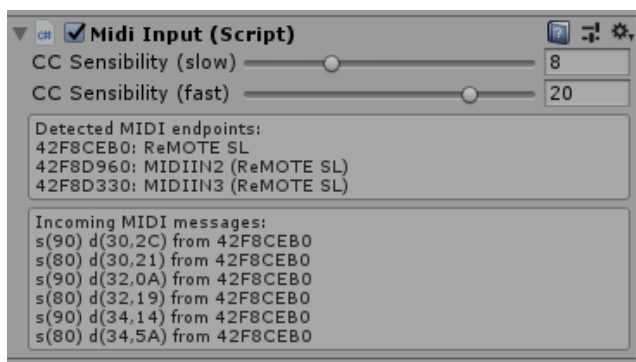 Midi Input (Script)
CC Sensibility (slow) 8
CC Sensibility (fast) 20
Detected MIDI endpoints:
42F8CEB0: ReMOTE SL
42F8D960: MIDIIN2 (ReMOTE SL)
42F8D330: MIDIIN3 (ReMOTE SL)
Incoming MIDI messages:
s(90) d(30,2C) from 42F8CEB0
s(80) d(30,21) from 42F8CEB0
s(90) d(32,0A) from 42F8CEB0
s(80) d(32,19) from 42F8CEB0
s(90) d(34,14) from 42F8CEB0
s(80) d(34,5A) from 42F8CEB0